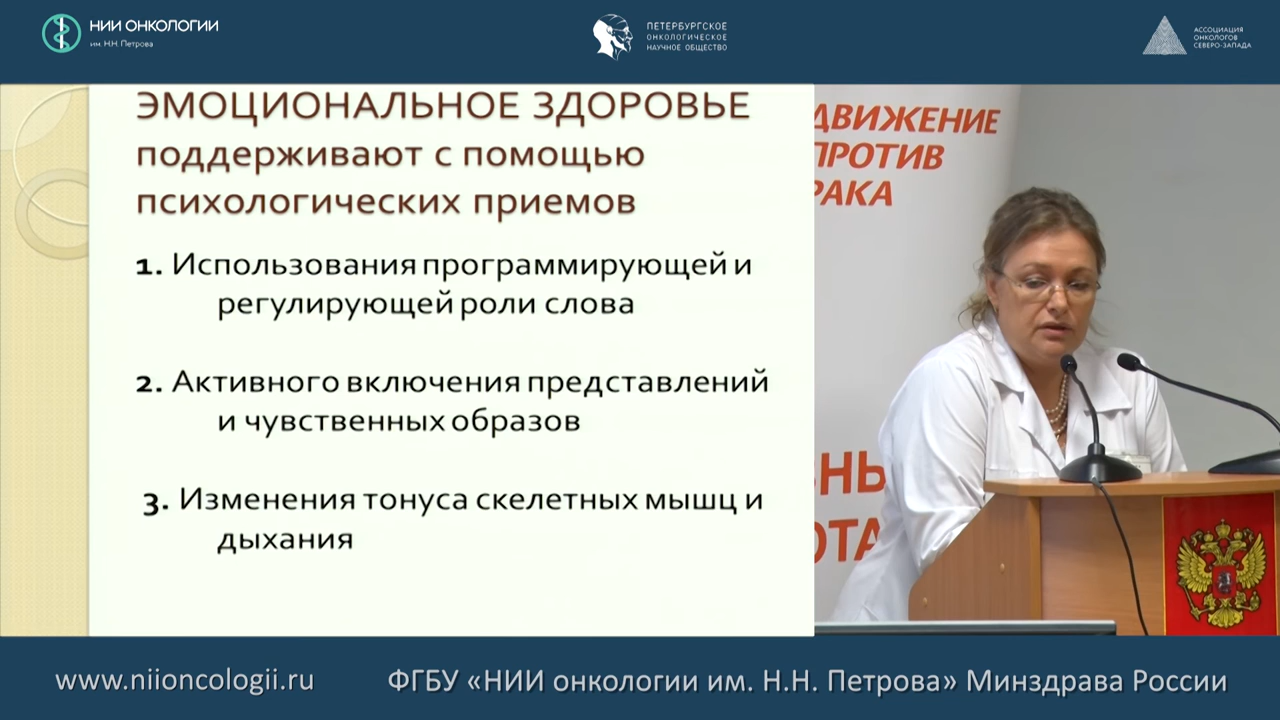 НИИ ОНКОЛОГИИ
им. Н.Н. Петрова
ПЕТЕРБУРГСКОЕ
ОНКОЛОГИЧЕСКОЕ
НАУЧНОЕ ОБЩЕСТВО
АССОЦИАЦИЯ
ОНКОЛОГОВ
СЕВЕРО-ЗАПАДА
ЭМОЦИОНАЛЬНОЕ ЗДОРОВЬЕ
поддерживают с помощью
психологических приемов
1. Использования программирующей и
регулирующей роли слова
2. Активного включения представлений
и чувственных образов
3. Изменения тонуса скелетных мышц и
дыхания
ДВИЖЕНИЕ
ПРОТИВ
РАКА
www.niioncologii.ru
ФГБУ «НИИ онкологии им. Н.Н. Петрова» Минздрава России